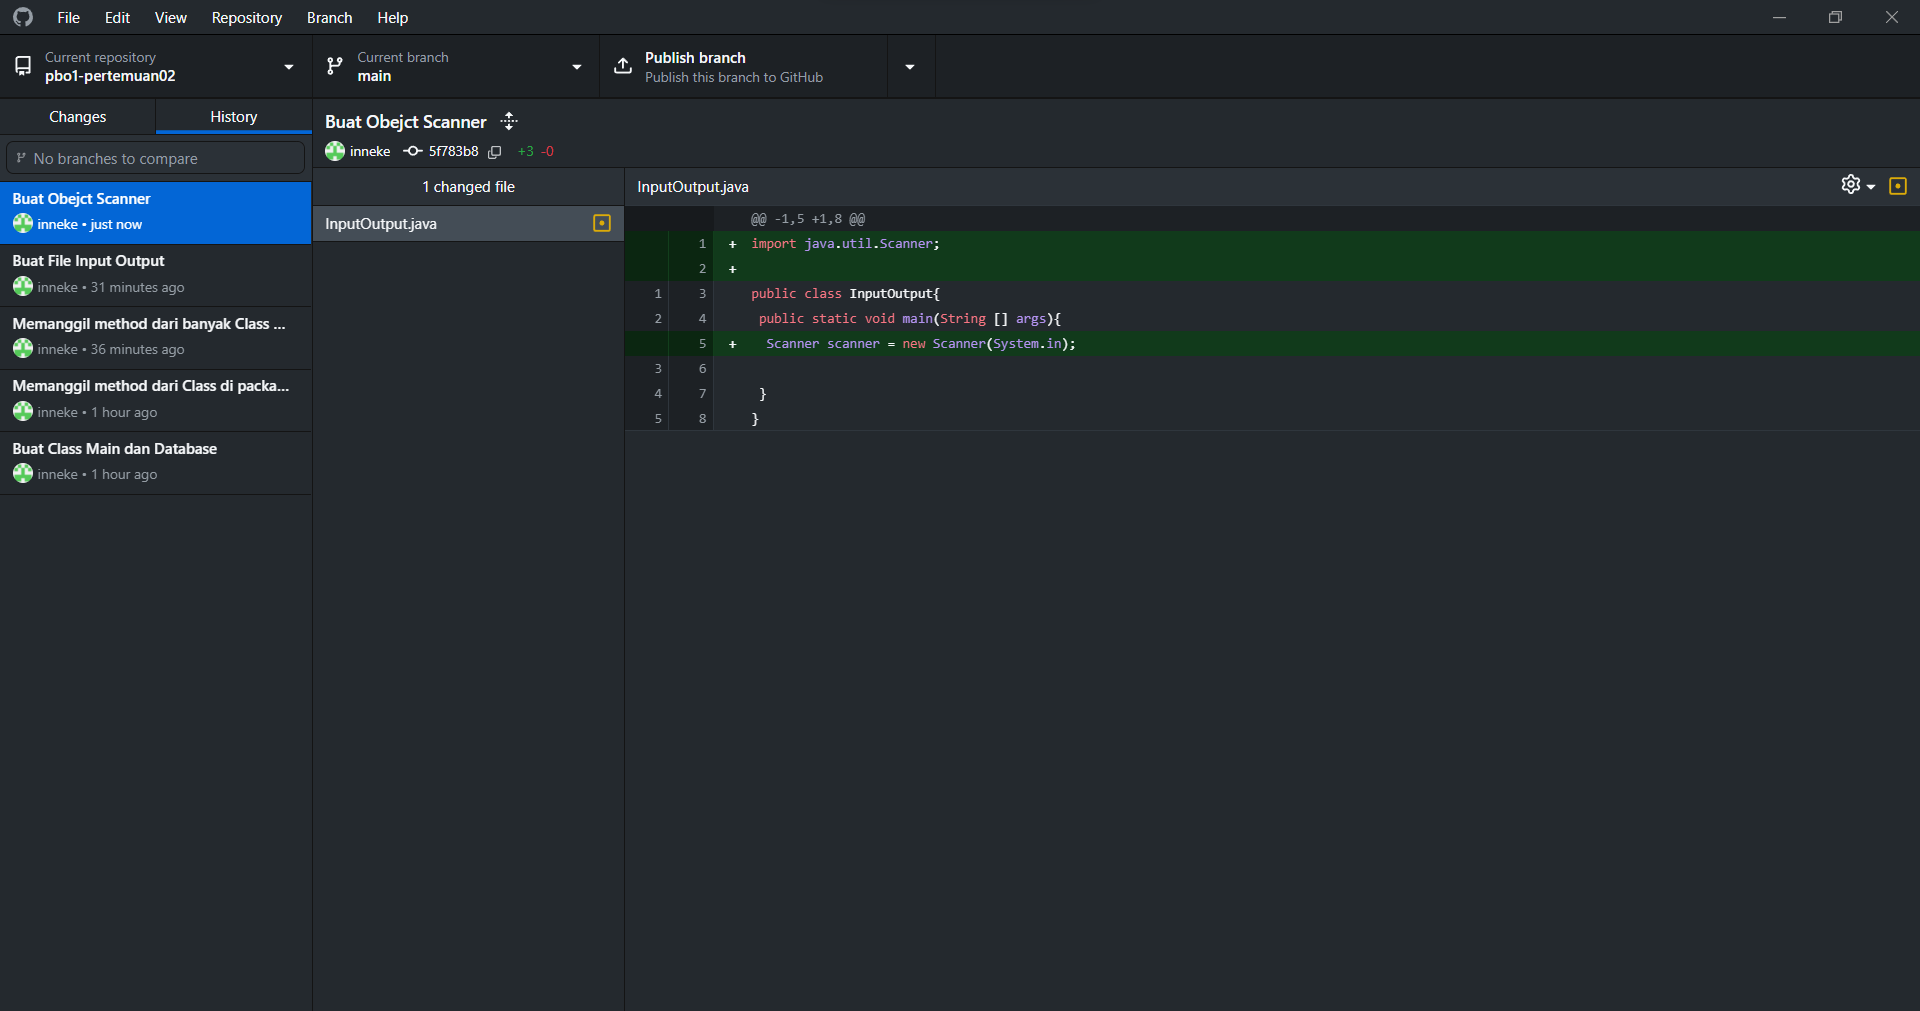 File Edit View Repository Branch Help
Current repository
pbo1-pertemuan02
Current branch
main
Publish branch
Publish this branch to GitHub
Changes
History
No branches to compare
Buat Obejct Scanner
inneke • just now
Buat File Input Output
inneke • 31 minutes ago
Memanggil method dari banyak Class ...
inneke • 36 minutes ago
Memanggil method dari Class di packa...
inneke • 1 hour ago
Buat Class Main dan Database
inneke • 1 hour ago
Buat Obejct Scanner
inneke 5f783b8 +3 -0
1 changed file
InputOutput.java
InputOutput.java
@@ -1,5 +1,8 @@
1 + import java.util.Scanner;
2 +
1 3 public class InputOutput{
2 4 public static void main(String [] args){
5 + Scanner scanner = new Scanner(System.in);
3 6
4 7 }
5 8 }